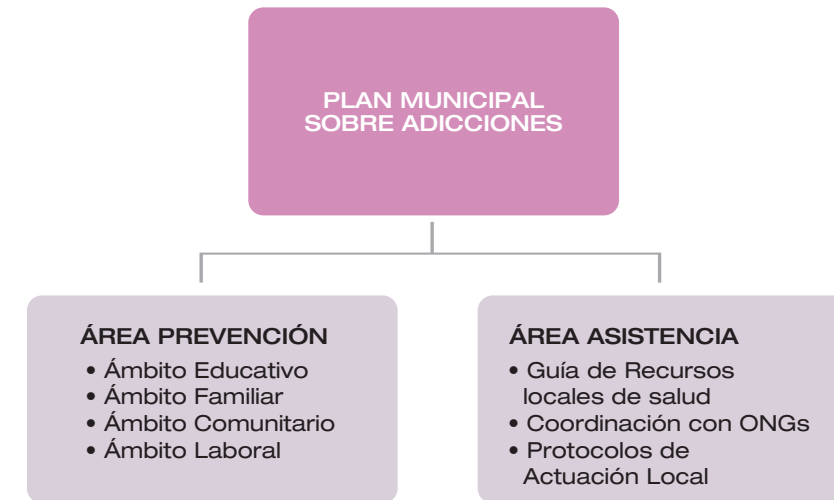 PLAN MUNICIPAL
SOBRE ADICCIONES
ÁREA PREVENCIÓN
• Ámbito Educativo
• Ámbito Familiar
• Ámbito Comunitario
• Ámbito Laboral
ÁREA ASISTENCIA
• Guía de Recursos
locales de salud
• Coordinación con ONGs
• Protocolos de
Actuación Local